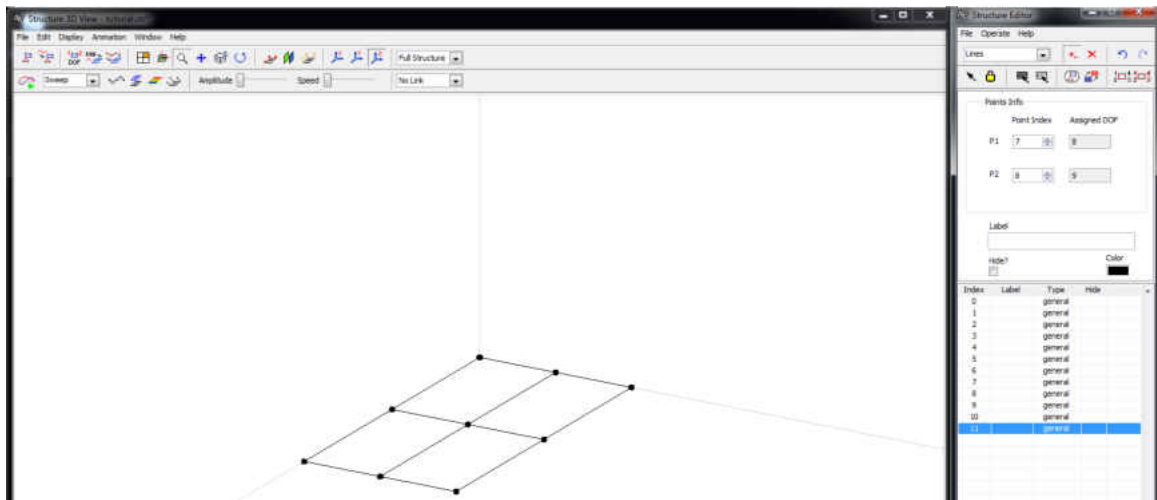 Structure 3D View - tutorial
File Edit Display Animation Window Help
DOF
Full Structure
Sweep
Amplitude
Speed
No Link
Structure Editor
File Operate Help
Lines
Points Info
Point Index Assigned DOF
P1 7 8
P2 8 9
Label
Hide?
Color
Index Label Type Hide
0 general
1 general
2 general
3 general
4 general
5 general
6 general
7 general
8 general
9 general
10 general
11 general